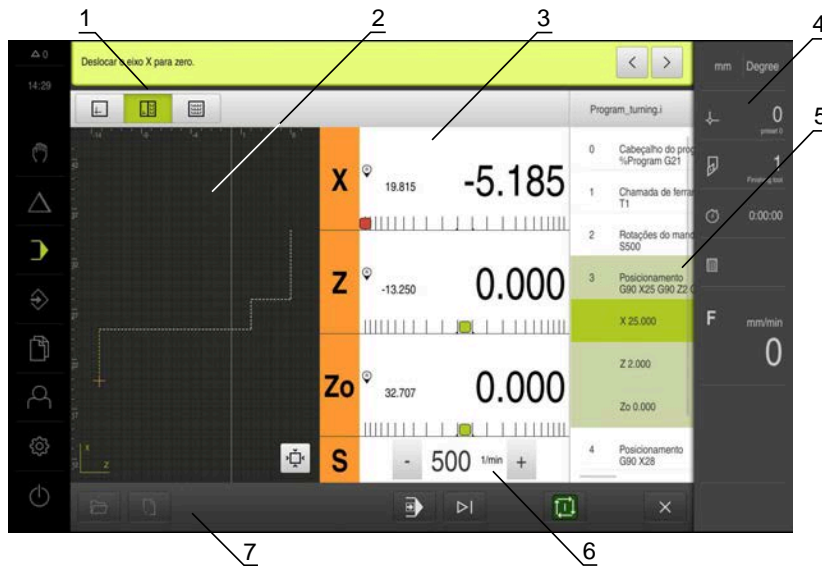 1
2
3
4
5
6
7
0
14:29
Deslocar o eixo X para zero.
mm Degree
Program_turning.i
X 19.815 -5.185
Z -13.250 0.000
Zo 32.707 0.000
S - 500 1/min +
0 Cabeçalho do prog
%Program G21
1 Chamada de ferra
T1
2 Rotações do mand
S500
3 Posicionamento
G90 X25 G90 Z2
X 25.000
Z 2.000
Zo 0.000
4 Posicionamento
G90 X28
0
preset 0
1
0:00:00
F mm/min
0
X
Z